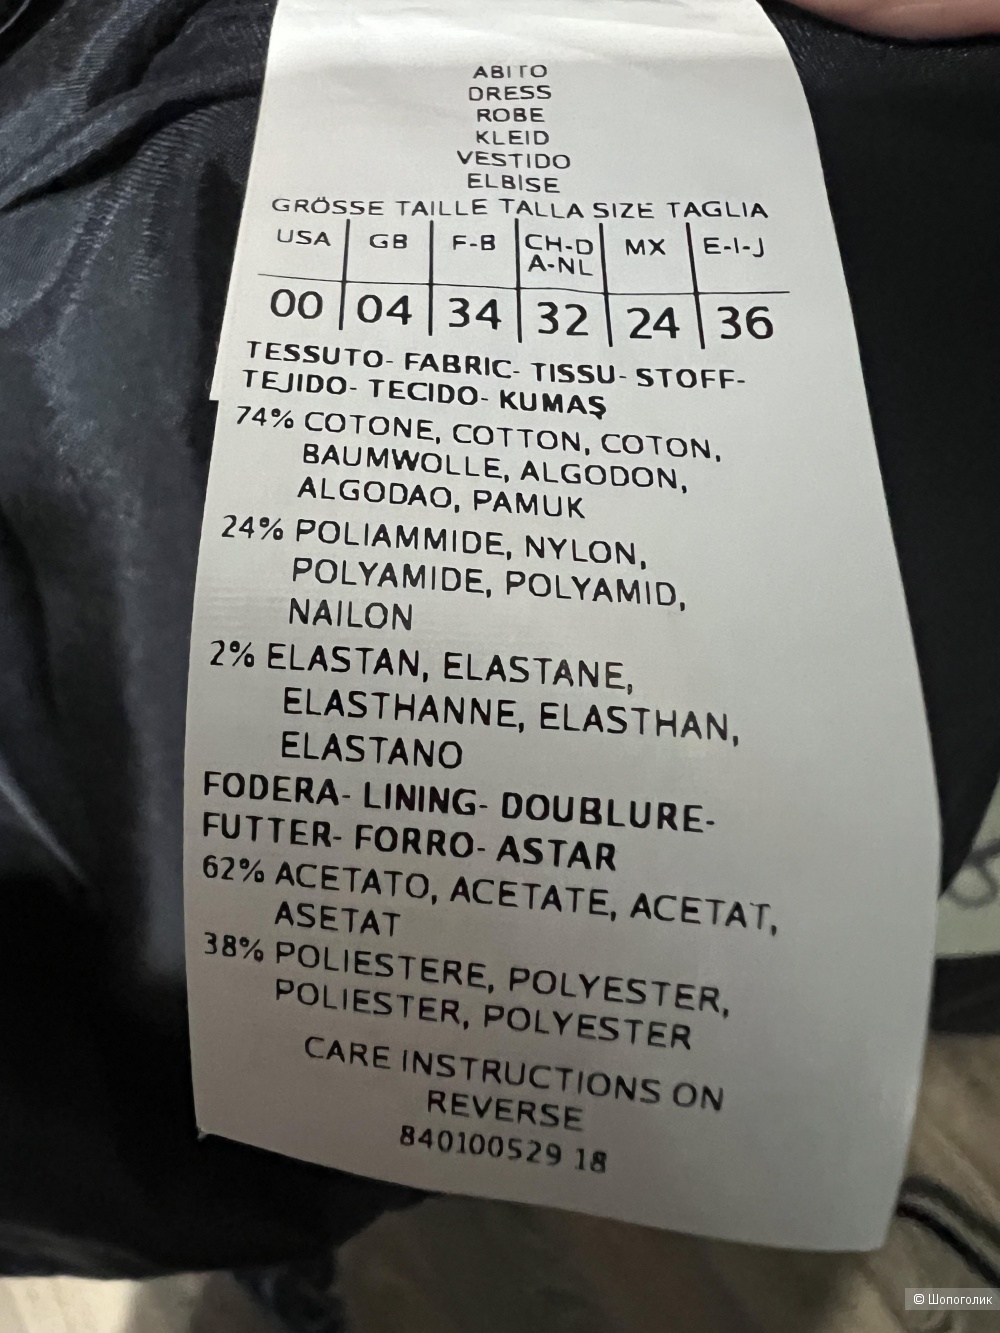 ABITO
DRESS
ROBE
KLEID
VESTIDO
ELBISE
GRÖSSE TAILLE TALLA SIZE TAGLIA
USA GB F-B CH-D A-NL MX E-I-J
00 04 34 32 24 36
TESSUTO- FABRIC- TISSU- STOFF-
TEJIDO- TECIDO- KUMAŞ
74% COTONE, COTTON, COTON,
BAUMWOLLE, ALGODON,
ALGODAO, PAMUK
24% POLIAMMIDE, NYLON,
POLYAMIDE, POLYAMID,
NAILON
2% ELASTAN, ELASTANE,
ELASTHANNE, ELASTHAN,
ELASTANO
FODERA- LINING- DOUBLURE-
FUTTER- FORRO- ASTAR
62% ACETATO, ACETATE, ACETAT,
ASETAT
38% POLIESTERE, POLYESTER,
POLIESTER, POLYESTER
CARE INSTRUCTIONS ON
REVERSE
840100529 18
© Шопоголик